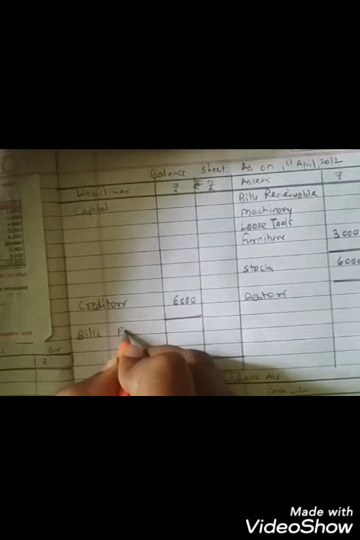 Balance Sheet As on 1st April, 2012
Liabilities ₹ ₹ Assets ₹
Capital Bills Receivable
Machinery
Loose Tools
Furniture 3000
Stock 6000
Creditors 6000 Debtors
Bills P
Made with
VideoShow